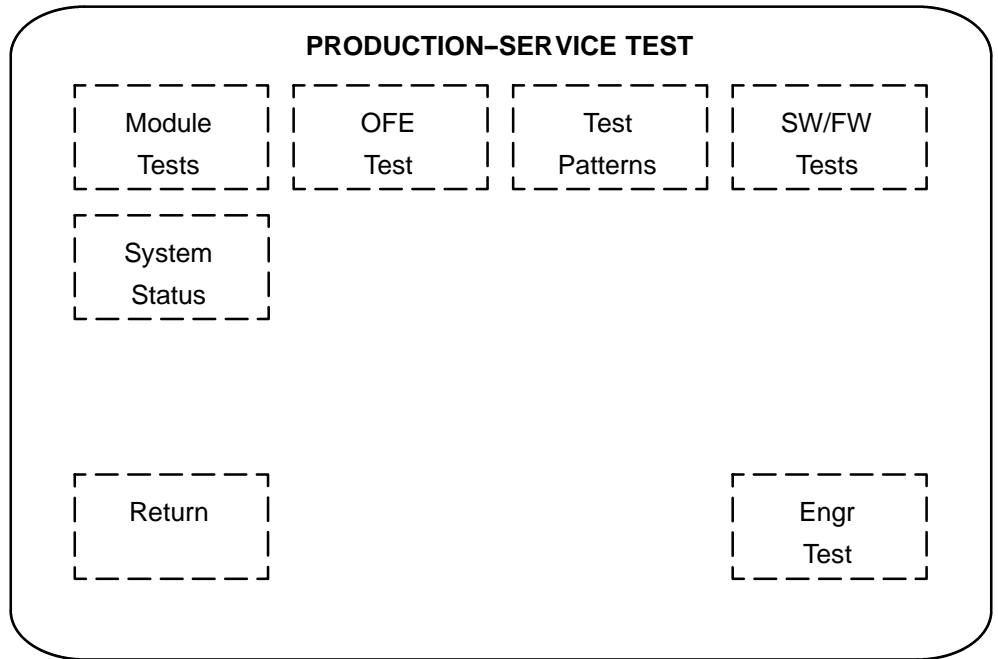 PRODUCTION–SERVICE TEST
Module
Tests
OFE
Test
Test
Patterns
SW/FW
Tests
System
Status
Return
Engr
Test